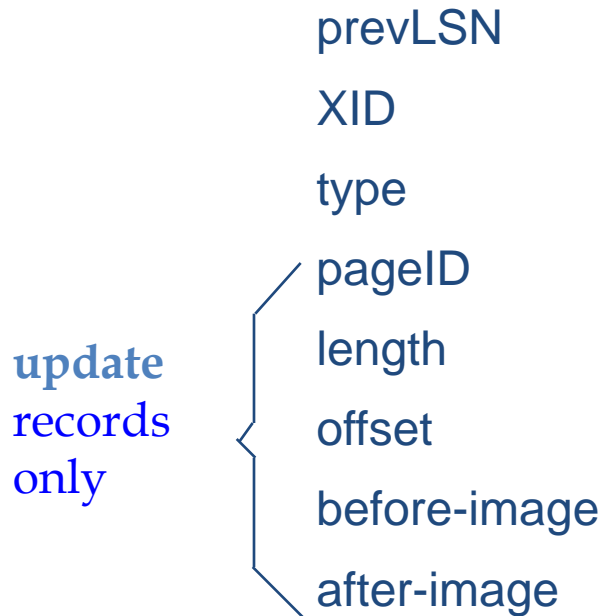 prevLSN
XID
type
pageID
length
offset
before-image
after-image
update
records
only